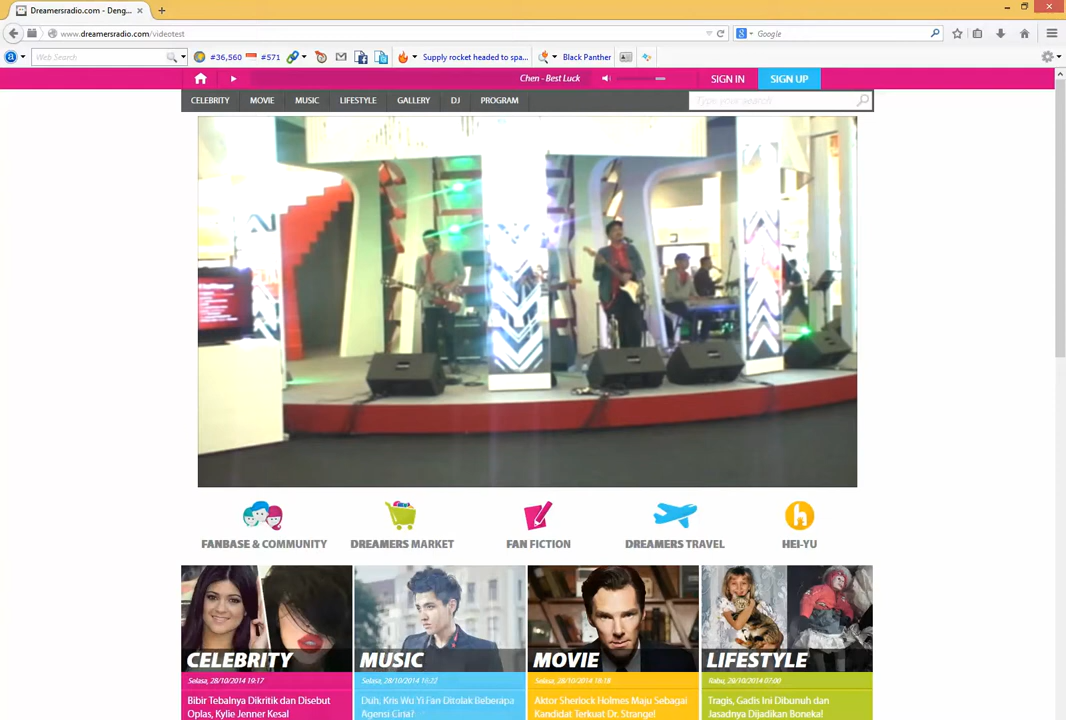 Dreamersradio.com - Deng...
www.dreamersradio.com/videotest
Google
Web Search
#36,560
#571
Supply rocket headed to spa...
Black Panther
Chen - Best Luck
SIGN IN
SIGN UP
CELEBRITY
MOVIE
MUSIC
LIFESTYLE
GALLERY
DJ
PROGRAM
Type your search
FANBASE & COMMUNITY
DREAMERS MARKET
FAN FICTION
DREAMERS TRAVEL
HEI-YU
CELEBRITY
Selasa, 28/10/2014 19:17
Bibir Tebalnya Dikritik dan Disebut
Oplas, Kylie Jenner Kesal
MUSIC
Selasa, 28/10/2014 18:22
Duh, Kris Wu Yi Fan Ditolak Beberapa
Agensi Cina?
MOVIE
Selasa, 28/10/2014 18:18
Aktor Sherlock Holmes Maju Sebagai
Kandidat Terkuat Dr. Strange!
LIFESTYLE
Rabu, 28/10/2014 07:00
Tragis, Gadis Ini Dibunuh dan
Jasadnya Dijadikan Boneka!